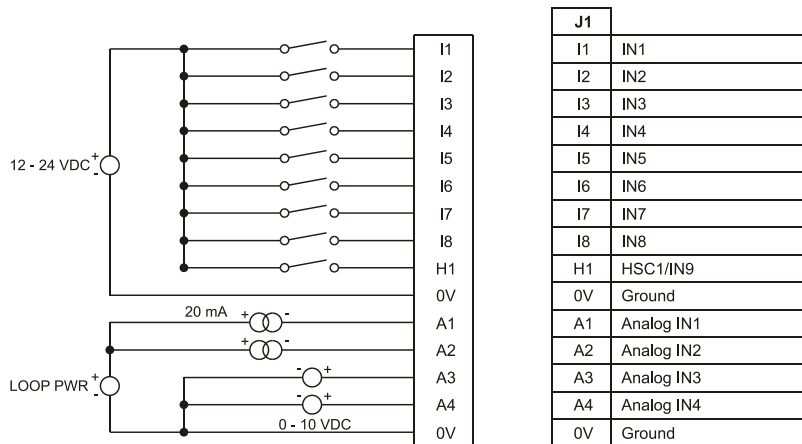 12 - 24 VDC
+
-
I1
I2
I3
I4
I5
I6
I7
I8
H1
0V
20 mA
+ -
A1
+ -
A2
LOOP PWR
+
-
- +
A3
- +
A4
0 - 10 VDC
0V
J1
I1 IN1
I2 IN2
I3 IN3
I4 IN4
I5 IN5
I6 IN6
I7 IN7
I8 IN8
H1 HSC1/IN9
0V Ground
A1 Analog IN1
A2 Analog IN2
A3 Analog IN3
A4 Analog IN4
0V Ground